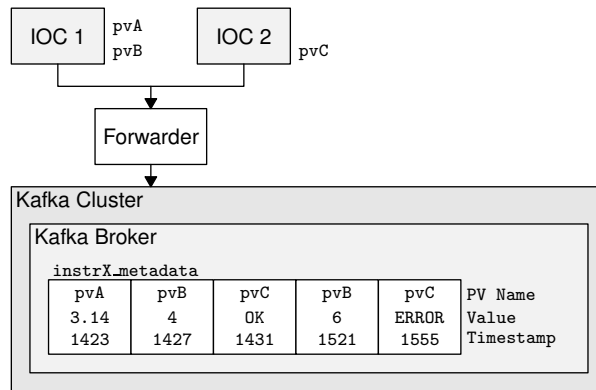 IOC 1 pvA
pvB
IOC 2
pvC
Forwarder
Kafka Cluster
Kafka Broker
instrX_metadata
pvA pvB pvC pvB pvC PV Name
3.14 4 OK 6 ERROR Value
1423 1427 1431 1521 1555 Timestamp